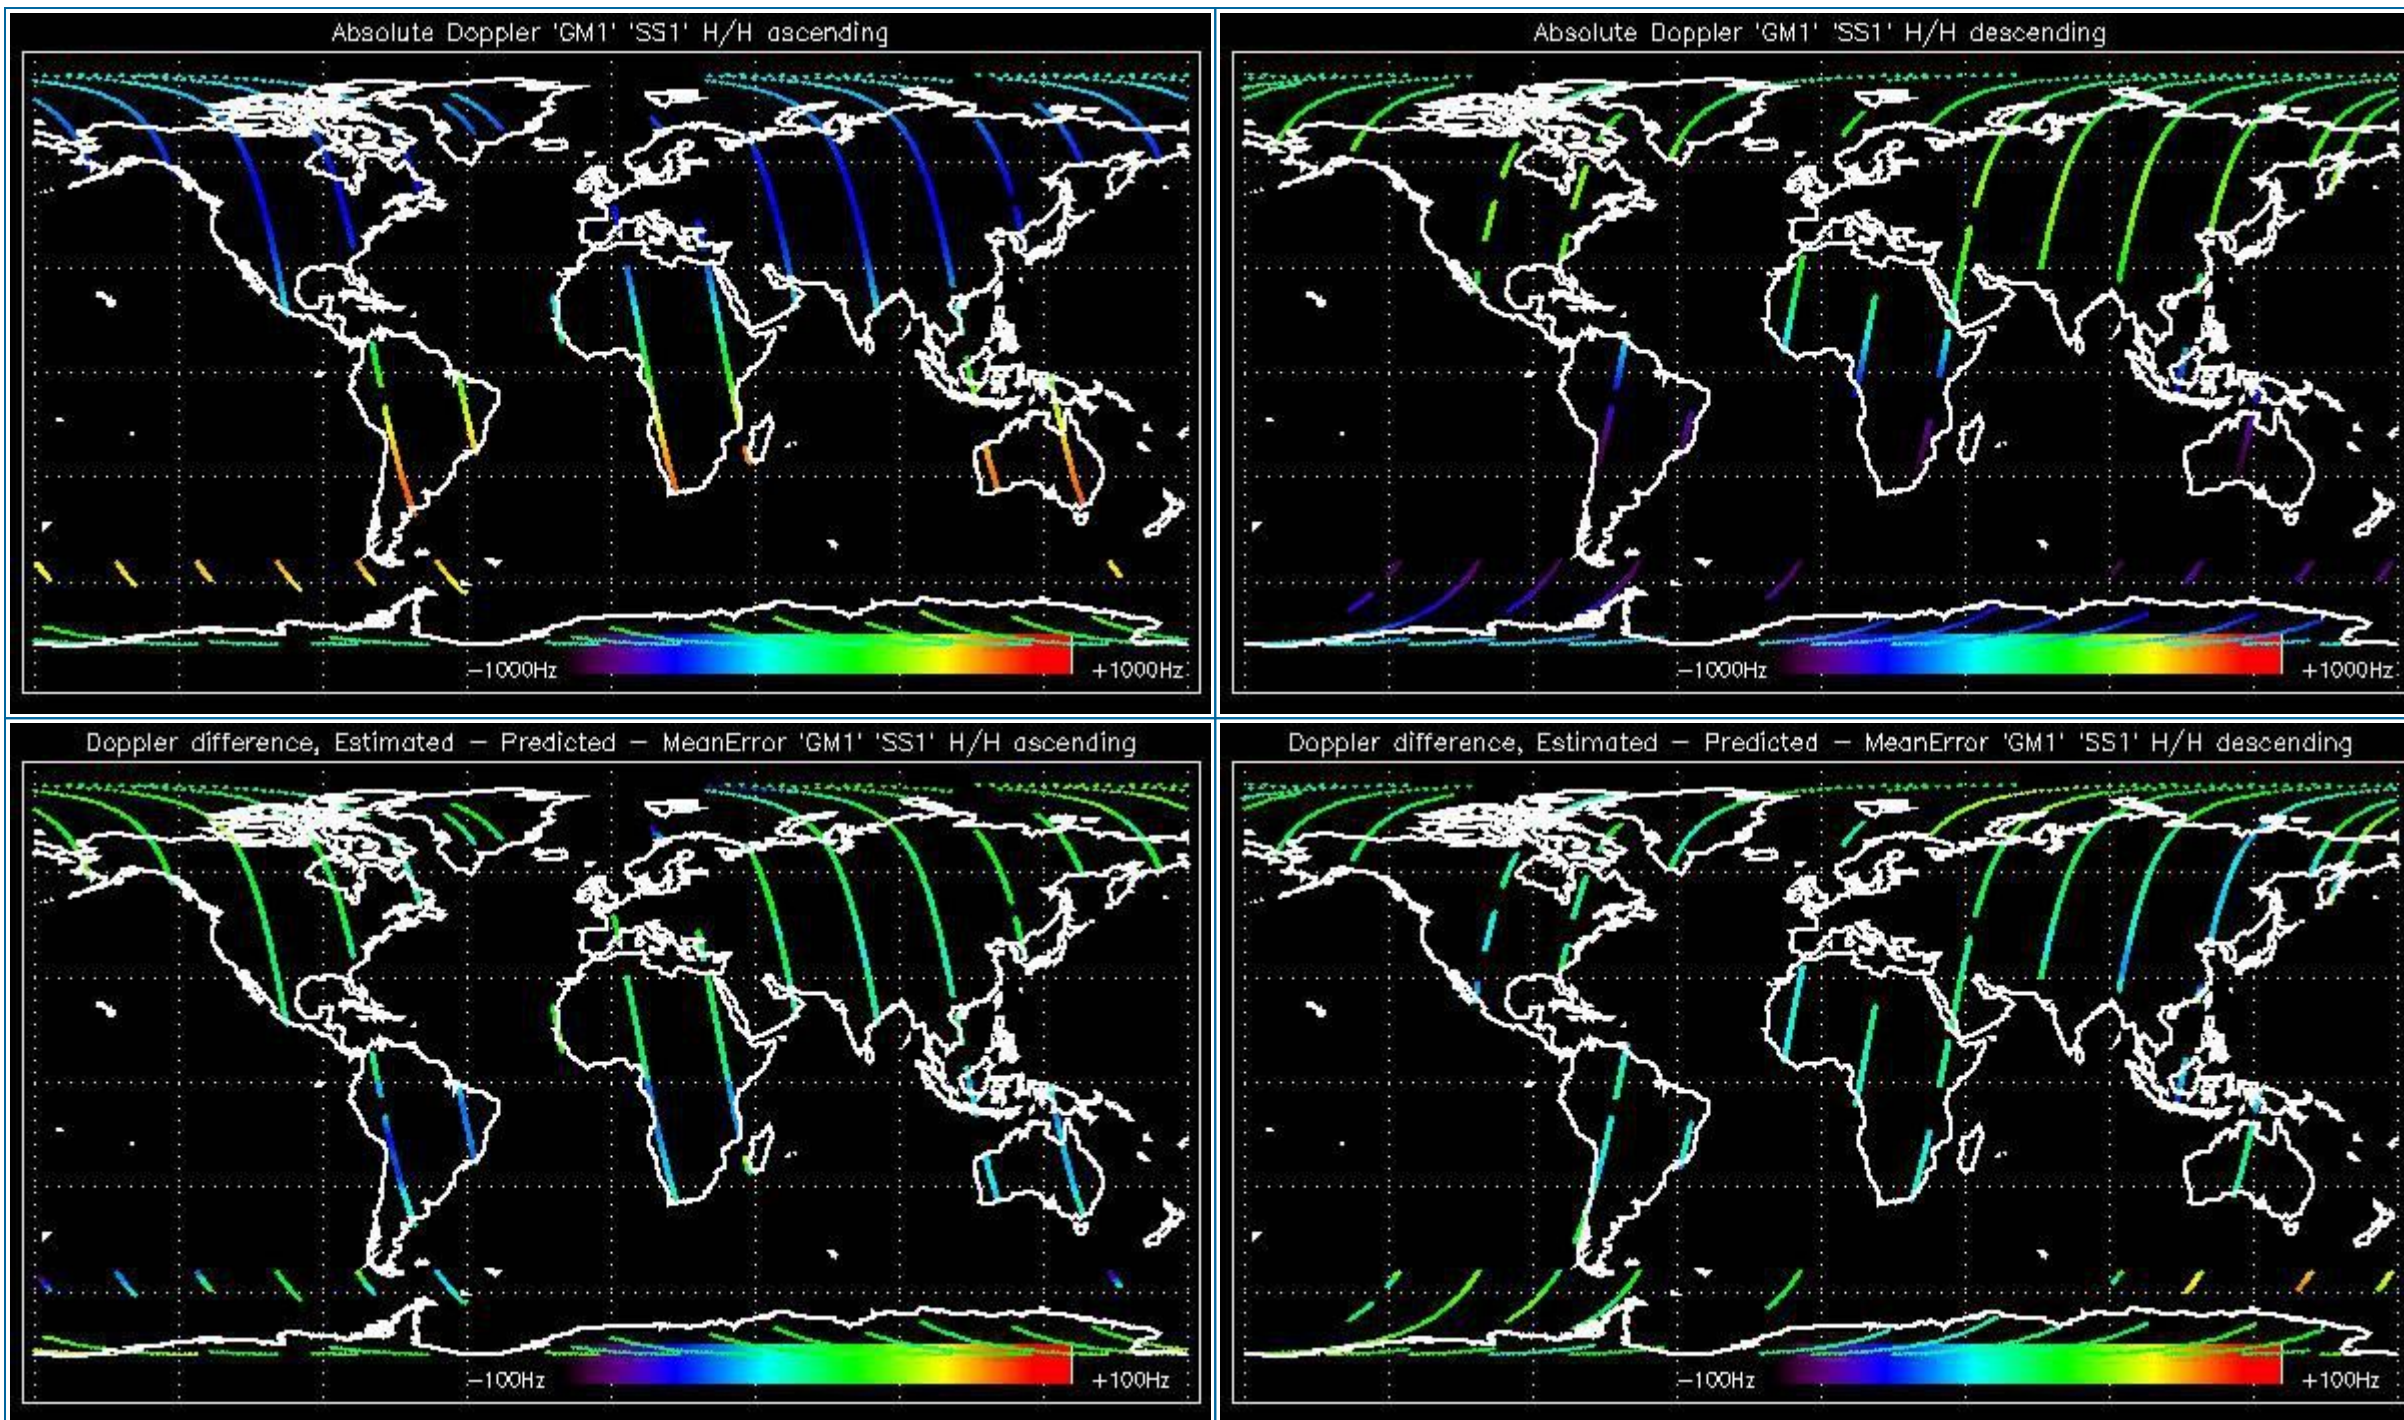 Absolute Doppler 'GM1' 'SS1' H/H ascending
-1000Hz +1000Hz
Absolute Doppler 'GM1' 'SS1' H/H descending
-1000Hz +1000Hz
Doppler difference, Estimated - Predicted - MeanError 'GM1' 'SS1' H/H ascending
-100Hz +100Hz
Doppler difference, Estimated - Predicted - MeanError 'GM1' 'SS1' H/H descending
-100Hz +100Hz